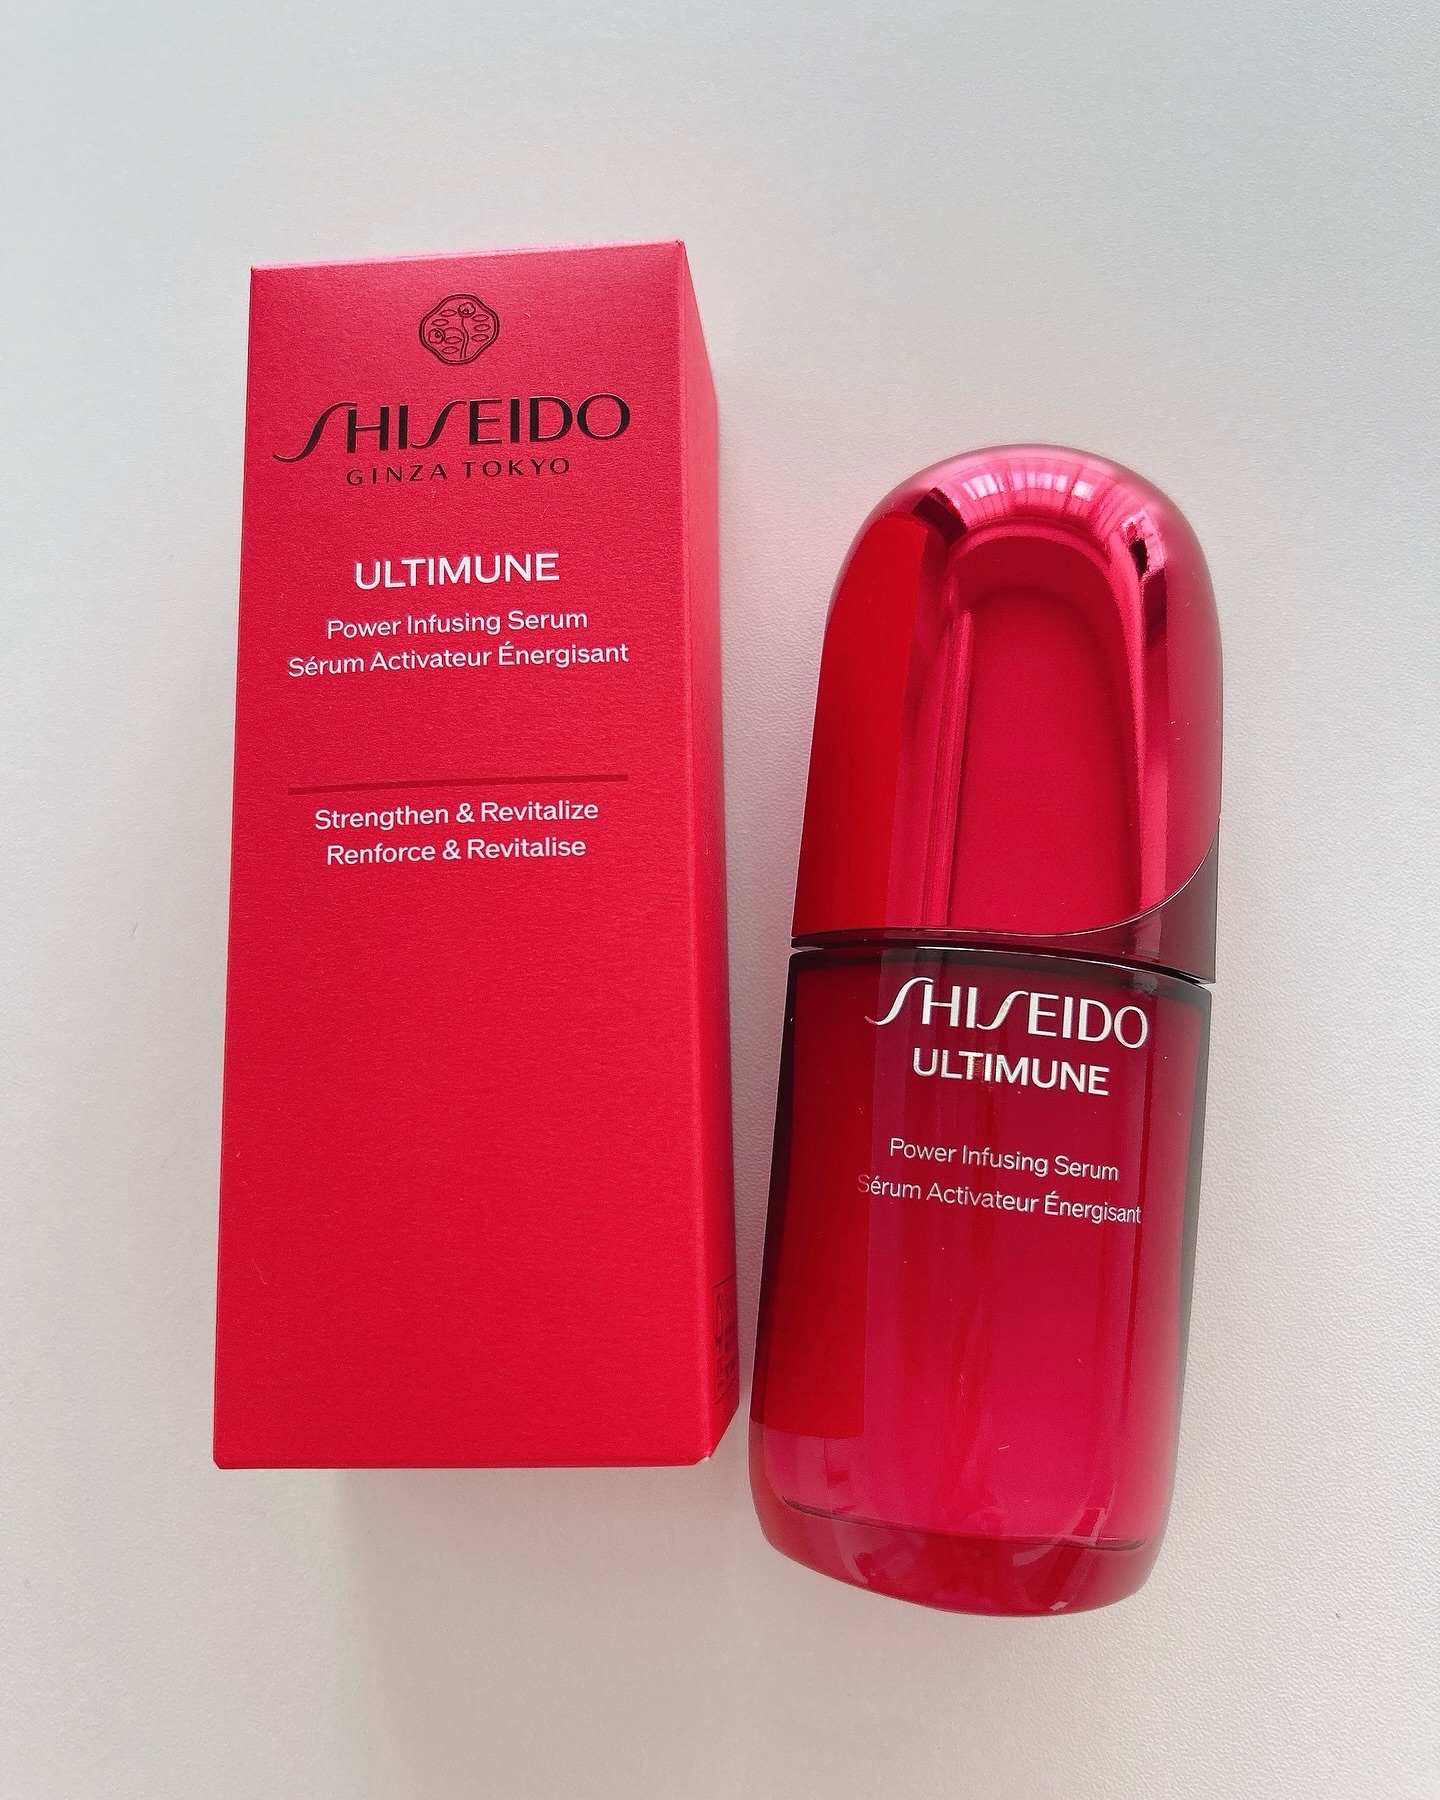 SHISEIDO
GINZA TOKYO
ULTIMUNE
Power Infusing Serum
Sérum Activateur Énergisant
Strengthen & Revitalize
Renforce & Revitalise
SHISEIDO
ULTIMUNE
Power Infusing Serum
Sérum Activateur Énergisant